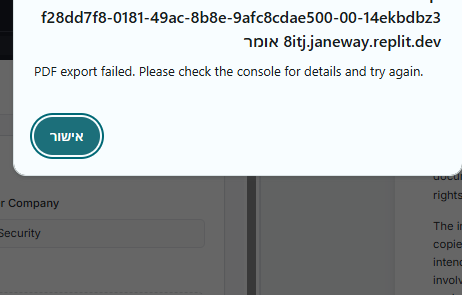 f28dd7f8-0181-49ac-8b8e-9afc8cdae500-00-14ekbdbz3
8itj.janeway.replit.dev אומר
PDF export failed. Please check the console for details and try again.
אישור
r Company
Security
rights
The in
copie
inten
involv